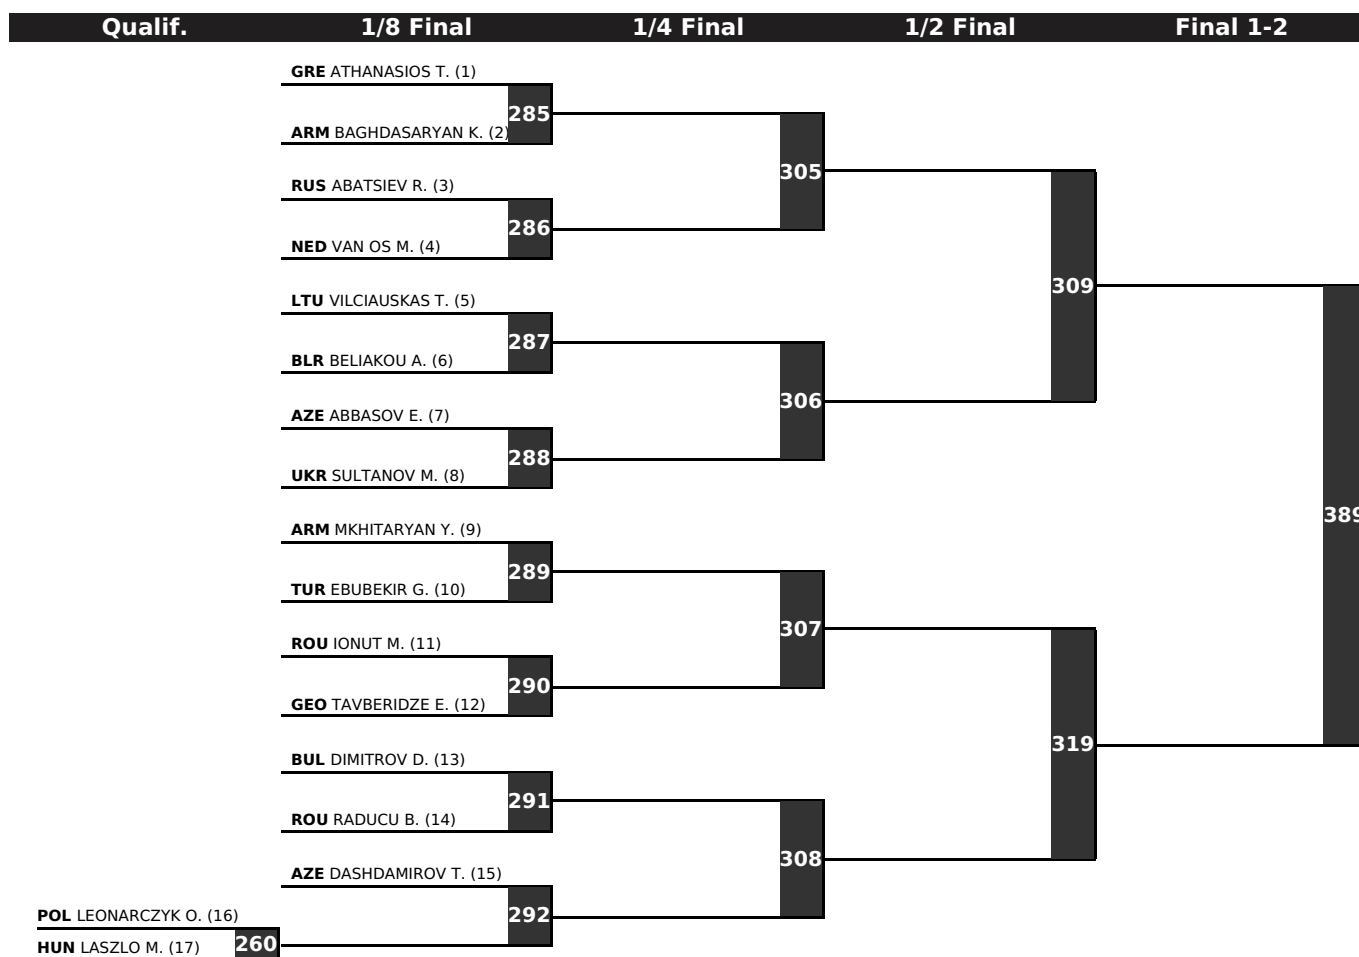 Qualif. 1/8 Final 1/4 Final 1/2 Final Final 1-2
GRE ATHANASIOS T. (1)
285
ARM BAGHDASARYAN K. (2)
305
RUS ABATSIEV R. (3)
286
NED VAN OS M. (4)
309
LTU VILCIAUSKAS T. (5)
287
BLR BELIAKOU A. (6)
306
AZE ABBASOV E. (7)
288
UKR SULTANOV M. (8)
389
ARM MKHITARYAN Y. (9)
289
TUR EBUBEKIR G. (10)
307
ROU IONUT M. (11)
290
GEO TAVBERIDZE E. (12)
319
BUL DIMITROV D. (13)
291
ROU RADUCU B. (14)
308
AZE DASHDAMIROV T. (15)
292
POL LEONARCZYK O. (16)
260
HUN LASZLO M. (17)